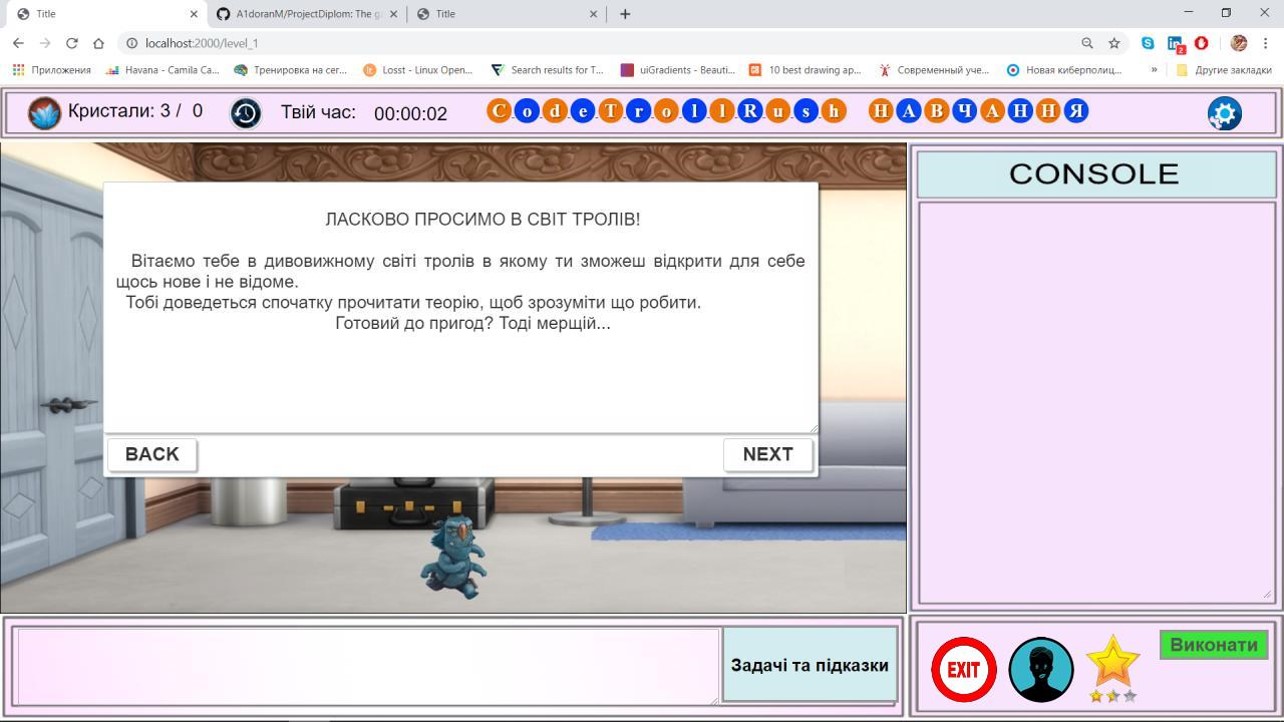 Title
A1doranM/ProjectDiplom: The g
Title
localhost:2000/level_1
Приложения
Havana - Camila Ca...
Тренировка на сег...
Losst - Linux Open...
Search results for T...
uiGradients - Beauti...
10 best drawing ap...
Современный уче...
Новая киберполиц...
»
Другие закладки
Кристали: 3 / 0
Твій час: 00:00:02
CodeTrollRush НАВЧАННЯ
CONSOLE
ЛАСКОВО ПРОСИМО В СВІТ ТРОЛІВ!
Вітаємо тебе в дивовижному світі тролів в якому ти зможеш відкрити для себе
щось нове і не відоме.
Тобі доведеться спочатку прочитати теорію, щоб зрозуміти що робити.
Готовий до пригод? Тоді мерщій...
BACK
NEXT
Задачі та підказки
EXIT
Виконати